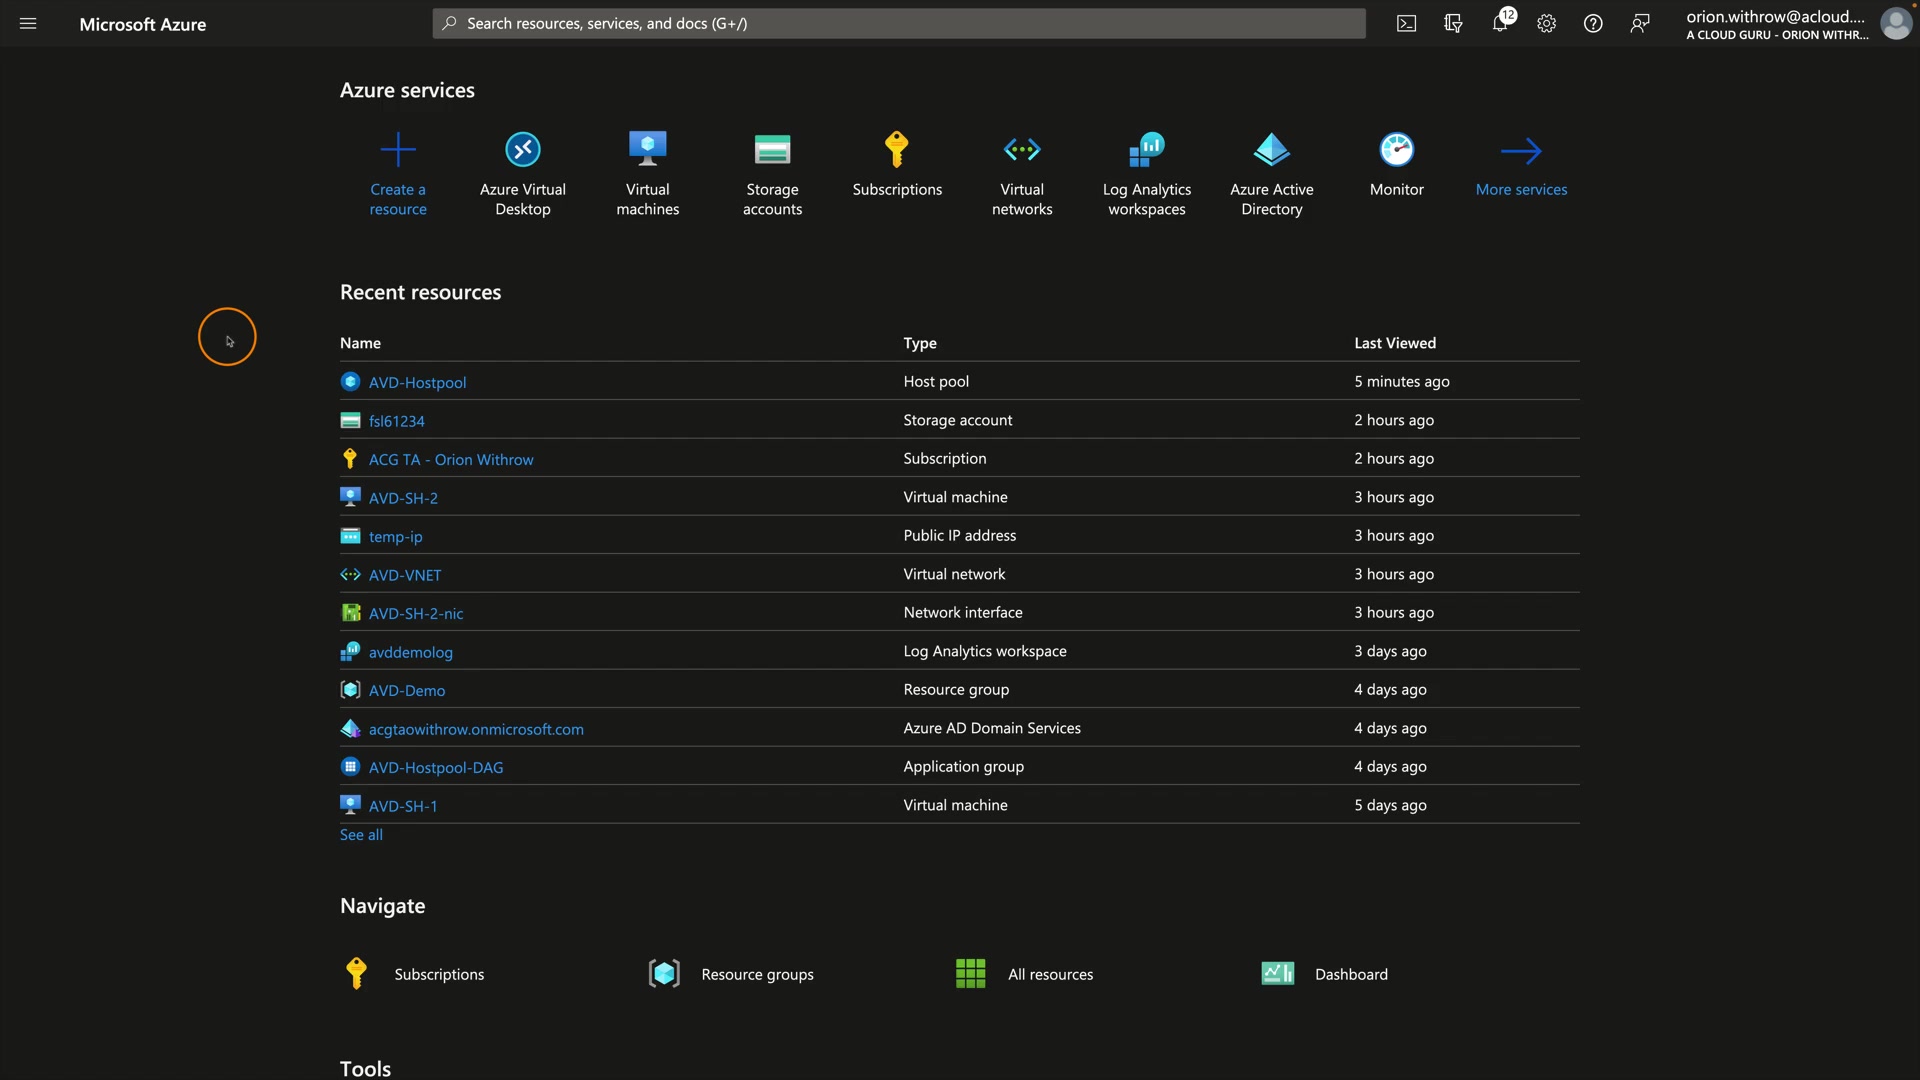 Microsoft Azure
Search resources, services, and docs (G+/)
12
orion.withrow@acloud....
A CLOUD GURU - ORION WITHR...
Azure services
Create a
resource
Azure Virtual
Desktop
Virtual
machines
Storage
accounts
Subscriptions
Virtual
networks
Log Analytics
workspaces
Azure Active
Directory
Monitor
More services
Recent resources
Name Type Last Viewed
AVD-Hostpool Host pool 5 minutes ago
fsl61234 Storage account 2 hours ago
ACG TA - Orion Withrow Subscription 2 hours ago
AVD-SH-2 Virtual machine 3 hours ago
temp-ip Public IP address 3 hours ago
AVD-VNET Virtual network 3 hours ago
AVD-SH-2-nic Network interface 3 hours ago
avddemolog Log Analytics workspace 3 days ago
AVD-Demo Resource group 4 days ago
acgtaowithrow.onmicrosoft.com Azure AD Domain Services 4 days ago
AVD-Hostpool-DAG Application group 4 days ago
AVD-SH-1 Virtual machine 5 days ago
See all
Navigate
Subscriptions Resource groups All resources Dashboard
Tools